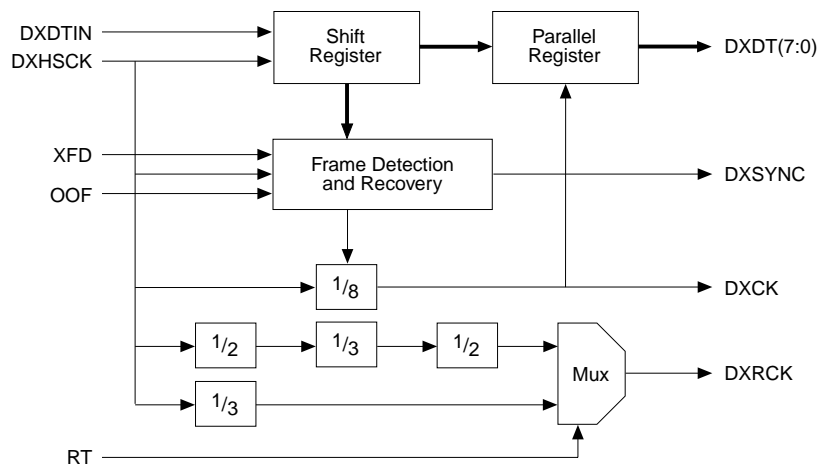 DXDTIN
DXHSCK
Shift
Register
Parallel
Register
DXDT(7:0)
XFD
OOF
Frame Detection
and Recovery
DXSYNC
1/8
DXCK
1/2
1/3
1/2
1/3
Mux
DXRCK
RT